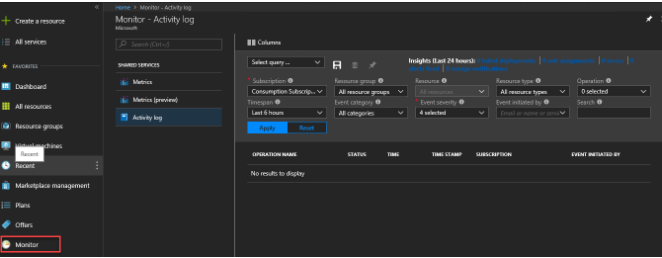 Home > Monitor - Activity log
Monitor - Activity log
Microsoft
Create a resource
All services
FAVORITES
Dashboard
All resources
Resource groups
Virtual machines
Recent
Recent
Marketplace management
Plans
Offers
Monitor
Search (Ctrl+/)
SHARED SERVICES
Metrics
Metrics (preview)
Activity log
Columns
Select query ...
Insights (Last 24 hours):
* Subscription
Resource group
Resource
Resource type
Operation
Consumption Subscrip...
All resource groups
All resources
All resource types
0 selected
Timespan
Event category
* Event severity
Event initiated by
Search
Last 6 hours
All categories
4 selected
Email or name or
Apply
Reset
OPERATION NAME
STATUS
TIME
TIME STAMP
SUBSCRIPTION
EVENT INITIATED BY
No results to display